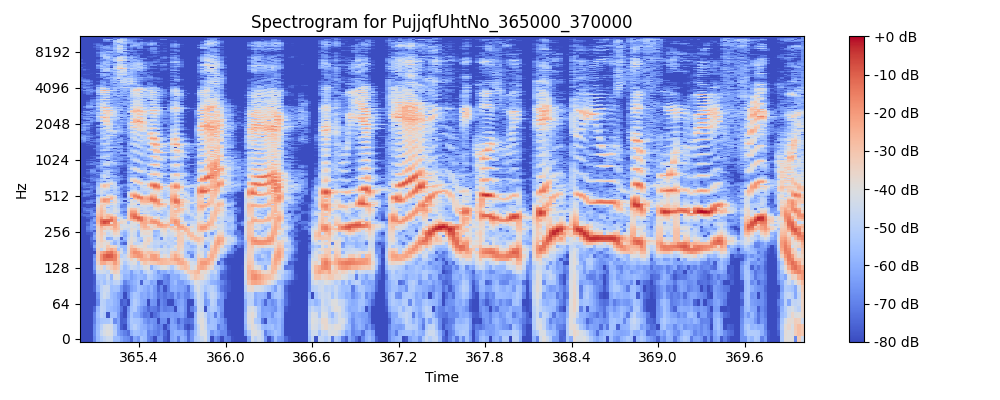 Spectrogram for PujjqfUhtNo_365000_370000
8192
4096
2048
1024
512
256
128
64
0
Hz
365.4 366.0 366.6 367.2 367.8 368.4 369.0 369.6
Time
+0 dB
-10 dB
-20 dB
-30 dB
-40 dB
-50 dB
-60 dB
-70 dB
-80 dB